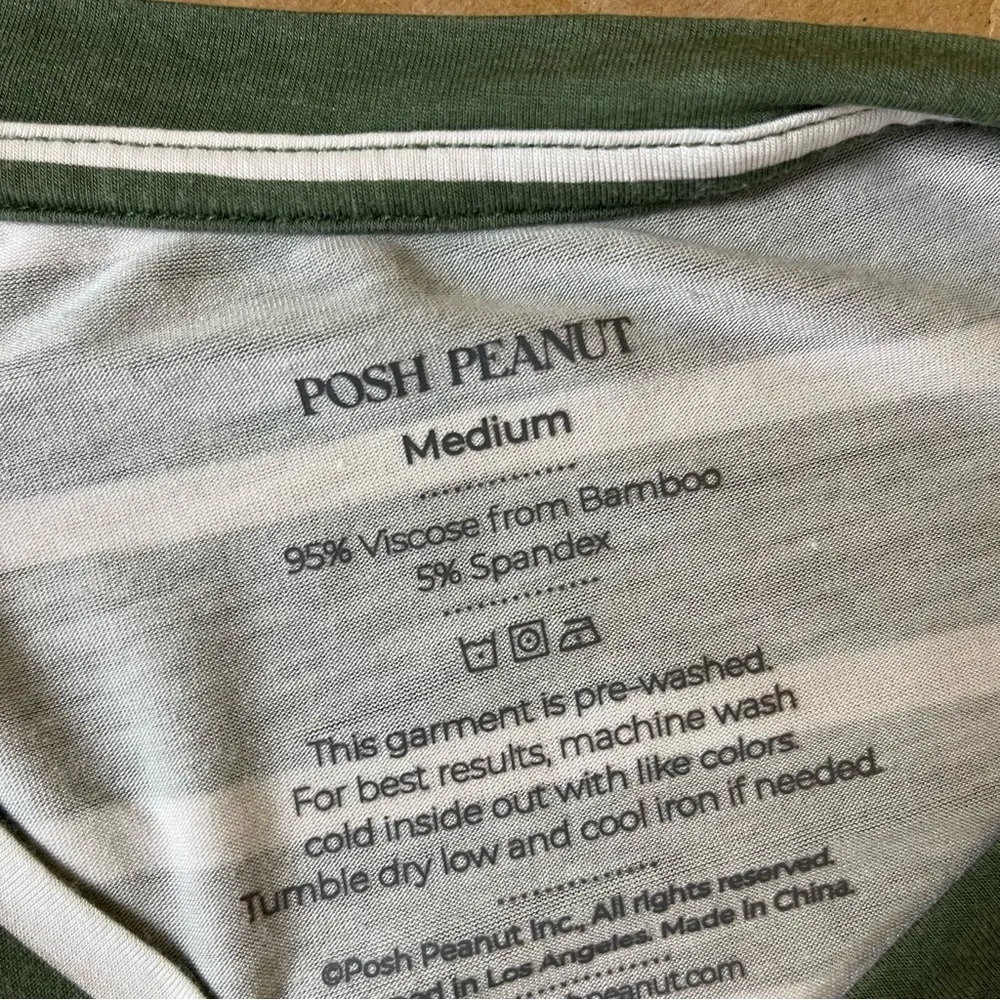 POSH PEANUT
Medium
95% Viscose from Bamboo
5% Spandex
This garment is pre-washed.
For best results, machine wash
cold inside out with like colors.
Tumble dry low and cool iron if needed.
©Posh Peanut Inc., All rights reserved.
in Los Angeles. Made in China.